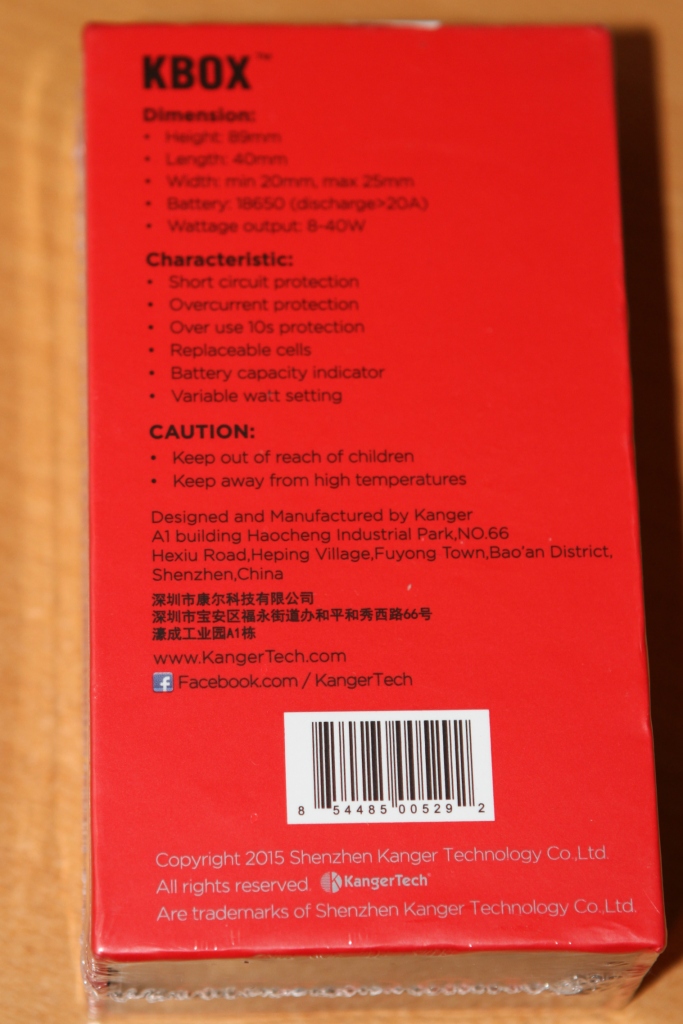 KBOX™
Dimension:
• Height: 89mm
• Length: 40mm
• Width: min 20mm, max 25mm
• Battery: 18650 (discharge>20A)
• Wattage output: 8-40W
Characteristic:
• Short circuit protection
• Overcurrent protection
• Over use 10s protection
• Replaceable cells
• Battery capacity indicator
• Variable watt setting
CAUTION:
• Keep out of reach of children
• Keep away from high temperatures
Designed and Manufactured by Kanger
A1 building Haocheng Industrial Park,NO.66
Hexiu Road,Heping Village,Fuyong Town,Bao'an District,
Shenzhen,China
深圳市康尔科技有限公司
深圳市宝安区福永街道办和平和秀西路66号
濠成工业园A1栋
www.KangerTech.com
f Facebook.com / KangerTech
8 54485 00529 2
Copyright 2015 Shenzhen Kanger Technology Co.,Ltd.
All rights reserved. KangerTech
Are trademarks of Shenzhen Kanger Technology Co.Ltd.